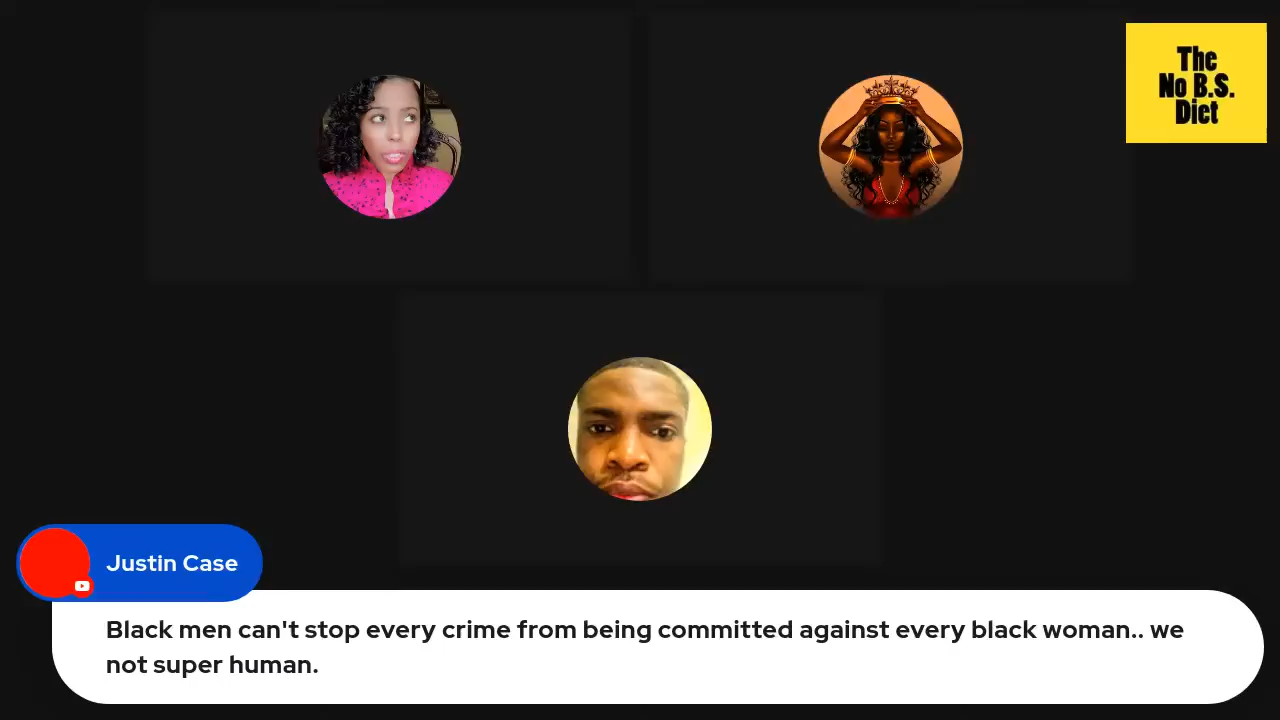 The
No B.S.
Diet
Justin Case
Black men can't stop every crime from being committed against every black woman.. we
not super human.